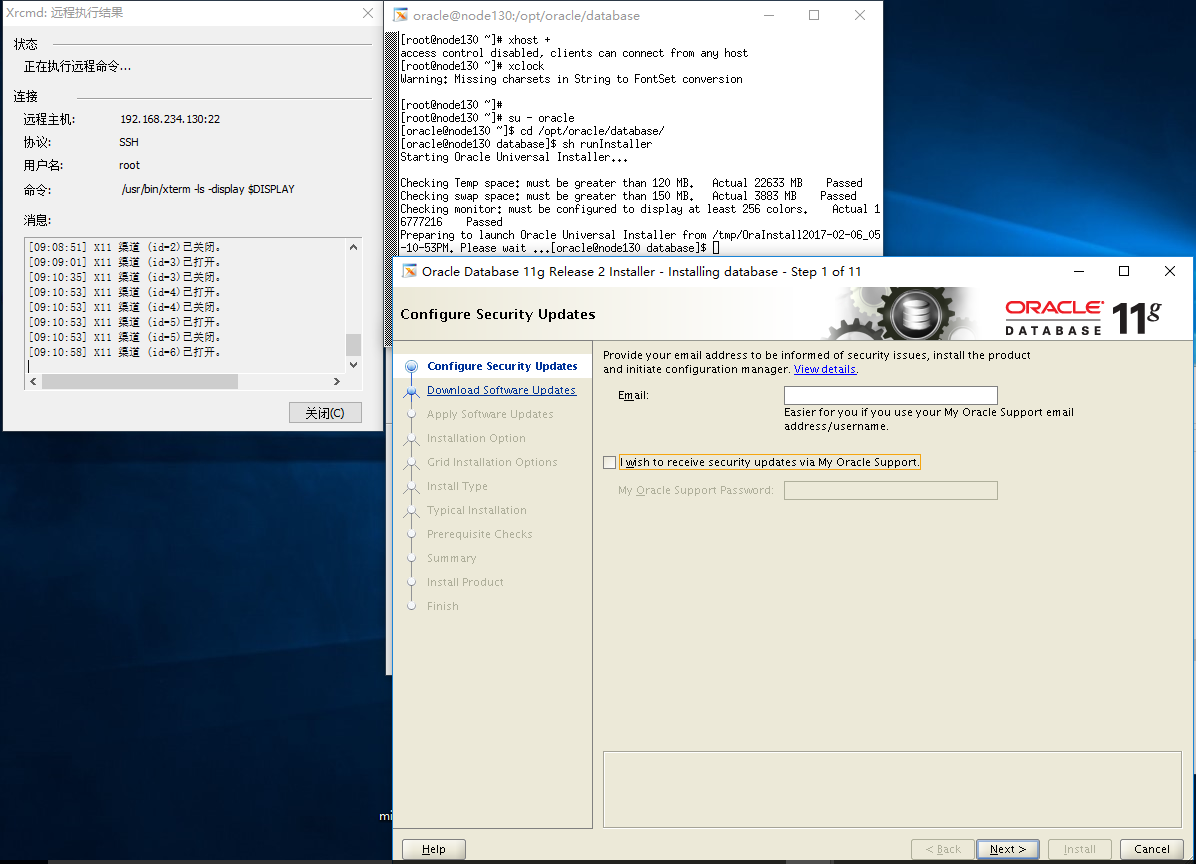 Xrcmd: 远程执行结果
状态
正在执行远程命令...
连接
远程主机: 192.168.234.130:22
协议: SSH
用户名: root
命令: /usr/bin/xterm -ls -display $DISPLAY
消息:
[09:08:51] X11 渠道 (id=2)已关闭。
[09:09:01] X11 渠道 (id=3)已打开。
[09:10:35] X11 渠道 (id=3)已关闭。
[09:10:53] X11 渠道 (id=4)已打开。
[09:10:53] X11 渠道 (id=4)已关闭。
[09:10:53] X11 渠道 (id=5)已打开。
[09:10:53] X11 渠道 (id=5)已关闭。
[09:10:58] X11 渠道 (id=6)已打开。
关闭(C)
oracle@node130:/opt/oracle/database
[root@node130 ~]# xhost +
access control disabled, clients can connect from any host
[root@node130 ~]# xclock
Warning: Missing charsets in String to FontSet conversion
[root@node130 ~]#
[root@node130 ~]# su - oracle
[oracle@node130 ~]$ cd /opt/oracle/database/
[oracle@node130 database]$ sh runInstaller
Starting Oracle Universal Installer...
Checking Temp space: must be greater than 120 MB. Actual 22633 MB Passed
Checking swap space: must be greater than 150 MB. Actual 3883 MB Passed
Checking monitor: must be configured to display at least 256 colors. Actual 1
6777216 Passed
Preparing to launch Oracle Universal Installer from /tmp/OraInstall2017-02-06_05
-10-53PM. Please wait ...[oracle@node130 database]$
Oracle Database 11g Release 2 Installer - Installing database - Step 1 of 11
Configure Security Updates
ORACLE
DATABASE
11g
Configure Security Updates
Download Software Updates
Apply Software Updates
Installation Option
Grid Installation Options
Install Type
Typical Installation
Prerequisite Checks
Summary
Install Product
Finish
Provide your email address to be informed of security issues, install the product
and initiate configuration manager. View details.
Email:
Easier for you if you use your My Oracle Support email
address/username.
I wish to receive security updates via My Oracle Support.
My Oracle Support Password:
mi
Help
< Back
Next >
Install
Cancel